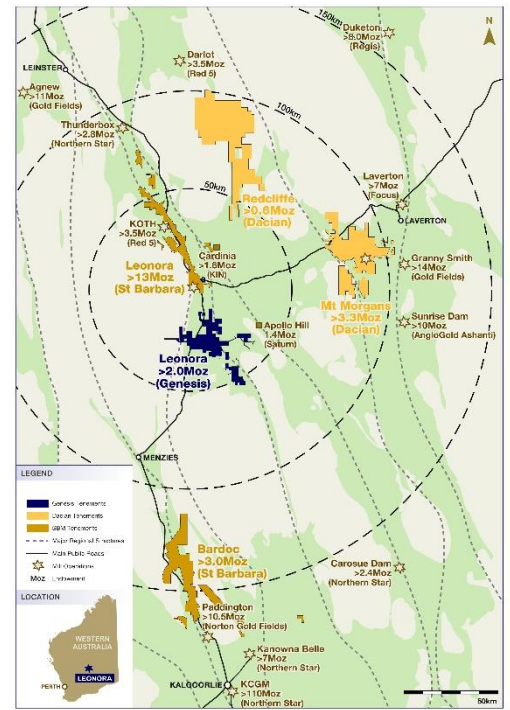 150km
N
Duketon
>8.0Moz
(Regis)
Darlot
>3.5Moz
(Red 5)
LEINSTER
Agnew
>11Moz
(Gold Fields)
100km
Thunderbox
>2.8Moz
(Northern Star)
50km
Redcliffe
>0.6Moz
(Dacian)
Laverton
>7Moz
(Focus)
LAVERTON
KOTH
>3.5Moz
(Red 5)
Cardinia
>1.6Moz
(KIN)
Leonora
>13Moz
(St Barbara)
Granny Smith
>14Moz
(Gold Fields)
Mt Morgans
>3.3Moz
(Dacian)
Sunrise Dam
>10Moz
(AngloGold Ashanti)
Apollo Hill
1.4Moz
(Saturn)
Leonora
>2.0Moz
(Genesis)
MENZIES
LEGEND
Genesis Tenements
Dacian Tenements
SBM Tenements
Major Regional Structures
Main Public Roads
Mill Operations
Moz Endowment
LOCATION
WESTERN
AUSTRALIA
PERTH
LEONORA
Bardoc
>3.0Moz
(St Barbara)
Carosue Dam
>2.4Moz
(Northern Star)
Paddington
>10.5Moz
(Norton Gold Fields)
Kanowna Belle
>7Moz
(Northern Star)
KALGOORLIE
KCGM
>110Moz
(Northern Star)
50km